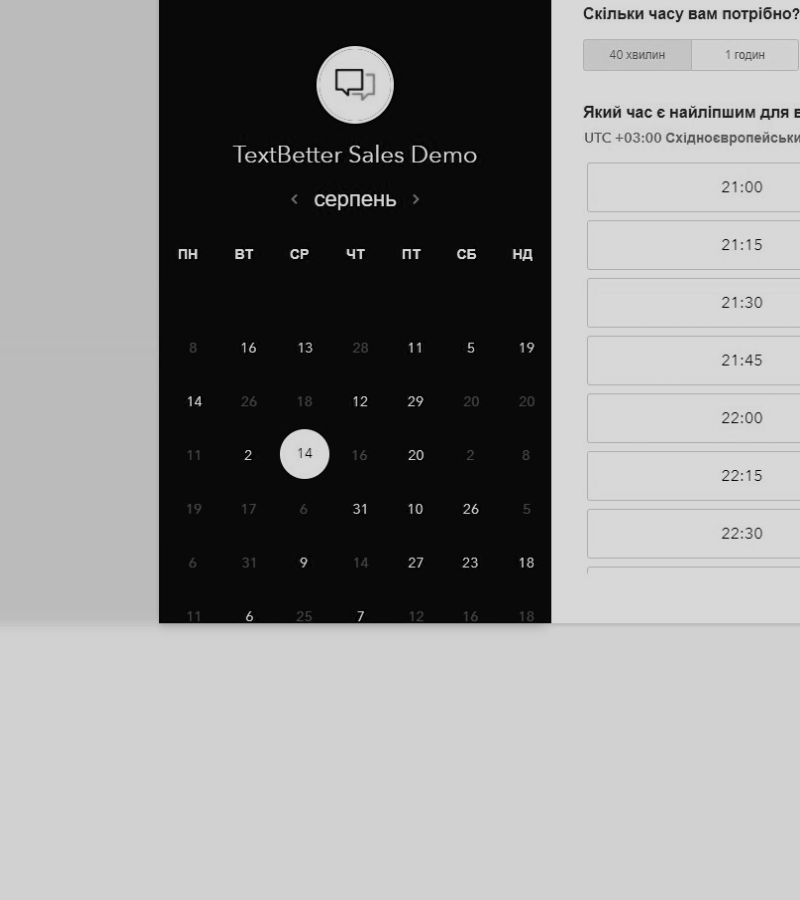 TextBetter Sales Demo
серпень
ПН ВТ СР ЧТ ПТ СБ НД
8 16 13 28 11 5 19
14 26 18 12 29 20 20
11 2 14 16 20 2 8
19 17 6 31 10 26 5
6 31 9 14 27 23 18
11 6 25 7 12 16 18
Скільки часу вам потрібно?
40 хвилин 1 годин
Який час є найліпшим для в
UTC +03:00 Східноєвропейськи
21:00
21:15
21:30
21:45
22:00
22:15
22:30